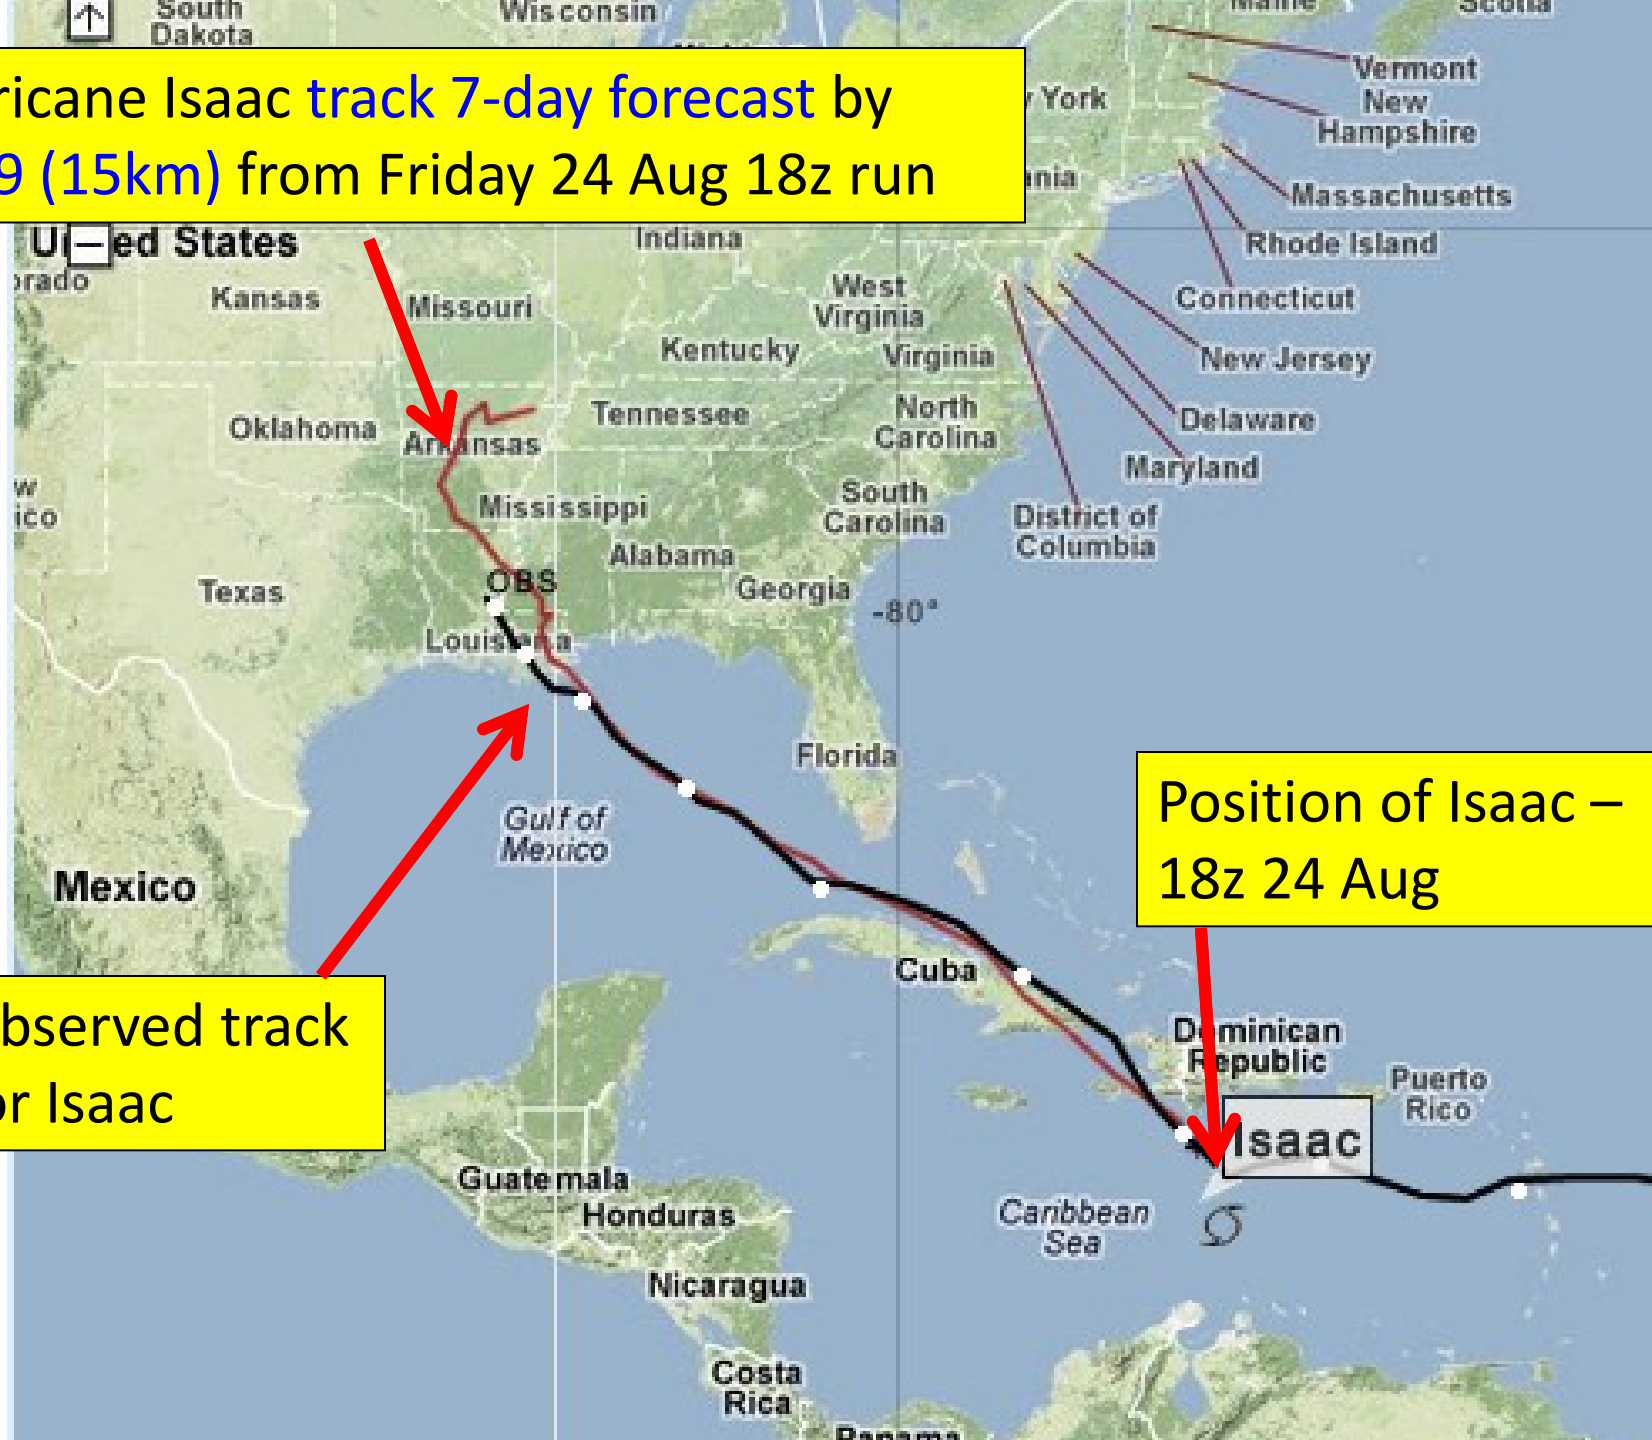 South
Dakota
Wisconsin
Maine
Scotia
Vermont
New
Hampshire
ricane Isaac track 7-day forecast by
9 (15km) from Friday 24 Aug 18z run
York
nia
Massachusetts
Rhode Island
Connecticut
United States
orado
Kansas
Missouri
Indiana
West
Virginia
Kentucky
Virginia
New Jersey
Delaware
Maryland
District of
Columbia
Oklahoma
Arkansas
Tennessee
North
Carolina
w
ico
Mississippi
South
Carolina
Alabama
Texas
OBS
Georgia
-80°
Louisiana
Florida
Gulf of
Mexico
Position of Isaac –
18z 24 Aug
Mexico
Cuba
bserved track
or Isaac
Dominican
Republic
Puerto
Rico
Isaac
Guatemala
Honduras
Caribbean
Sea
Nicaragua
Costa
Rica
Panama